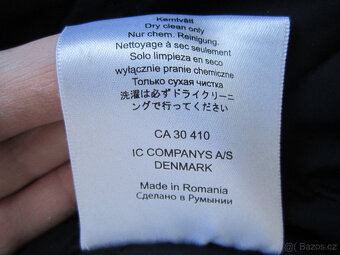 Kemtvätt
Dry clean only
Nur chem. Reinigung.
Nettoyage à sec seulement
Solo limpieza en seco
wyłącznie pranie chemiczne
Только сухая чистка
洗濯は必ずドライクリーニ
ングで行ってください
CA 30 410
IC COMPANYS A/S
DENMARK
Made in Romania
Сделано в Румынии
Bazos.cz